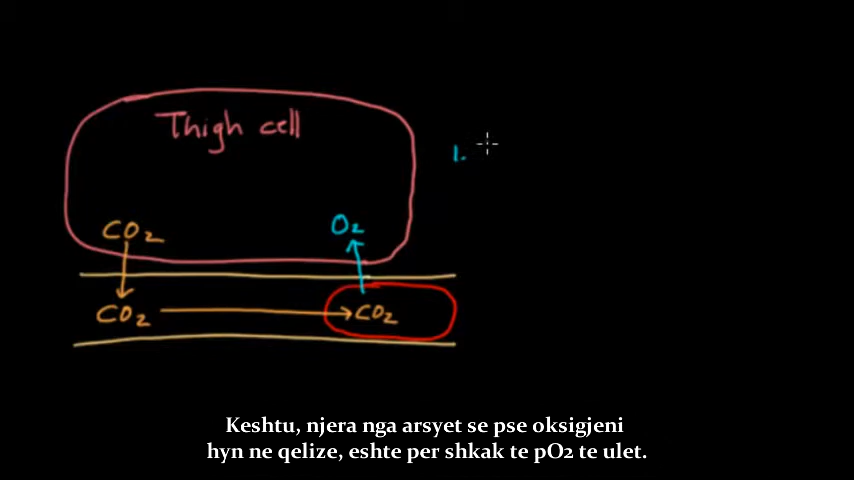 Thigh cell
1.
CO2 O2
CO2 CO2
Keshtu, njera nga arsyet se pse oksigjeni
hyn ne qelize, eshte per shkak te pO2 te ulet.